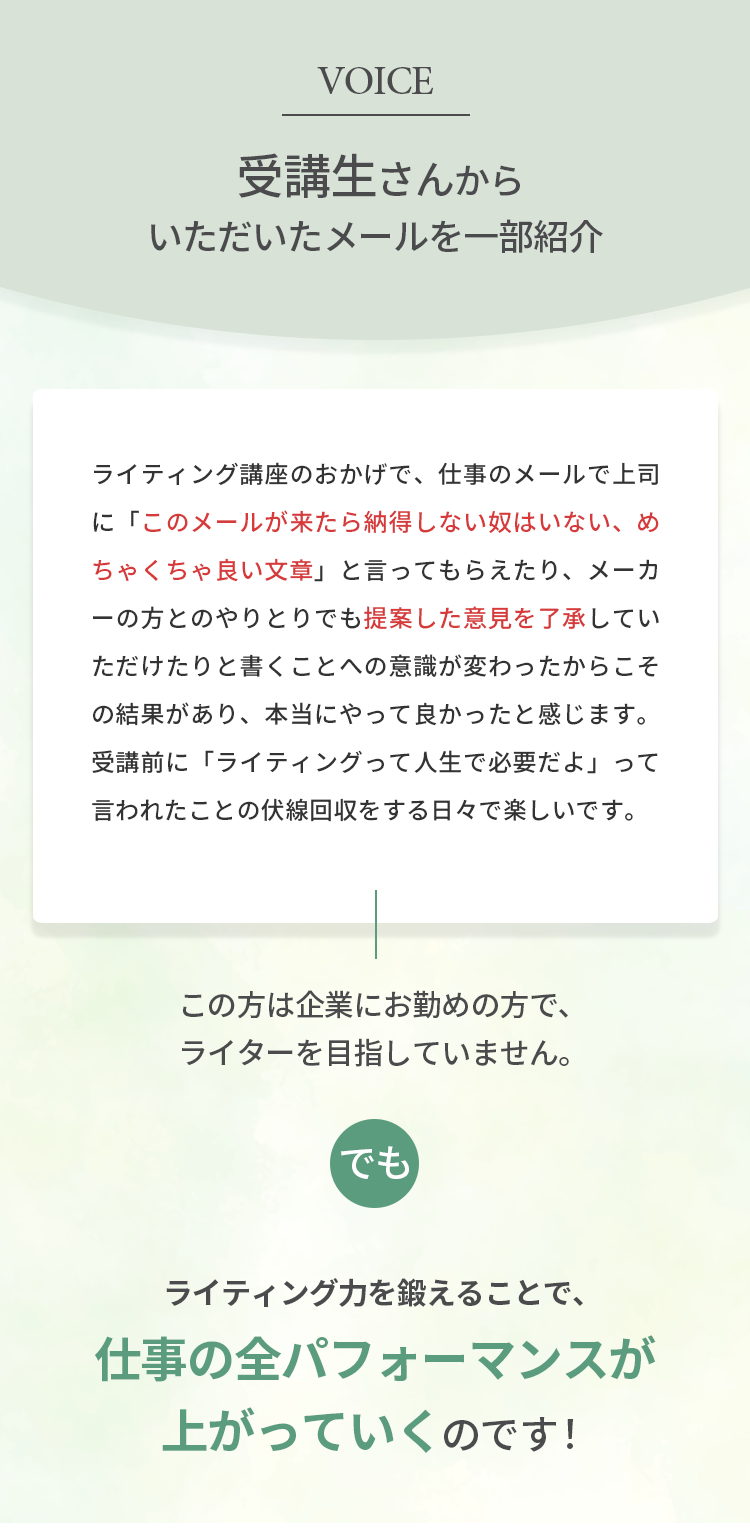 VOICE
受講生さんから
いただいたメールを一部紹介
ライティング講座のおかげで、仕事のメールで上司
に「このメールが来たら納得しない奴はいない、め
ちゃくちゃ良い文章」と言ってもらえたり、メーカ
ーの方とのやりとりでも提案した意見を了承してい
ただけたりと書くことへの意識が変わったからこそ
の結果があり、本当にやって良かったと感じます。
受講前に「ライティングって人生で必要だよ」って
言われたことの伏線回収をする日々で楽しいです。
この方は企業にお勤めの方で、
ライターを目指していません。
でも
ライティング力を鍛えることで、
仕事の全パフォーマンスが
上がっていくのです！